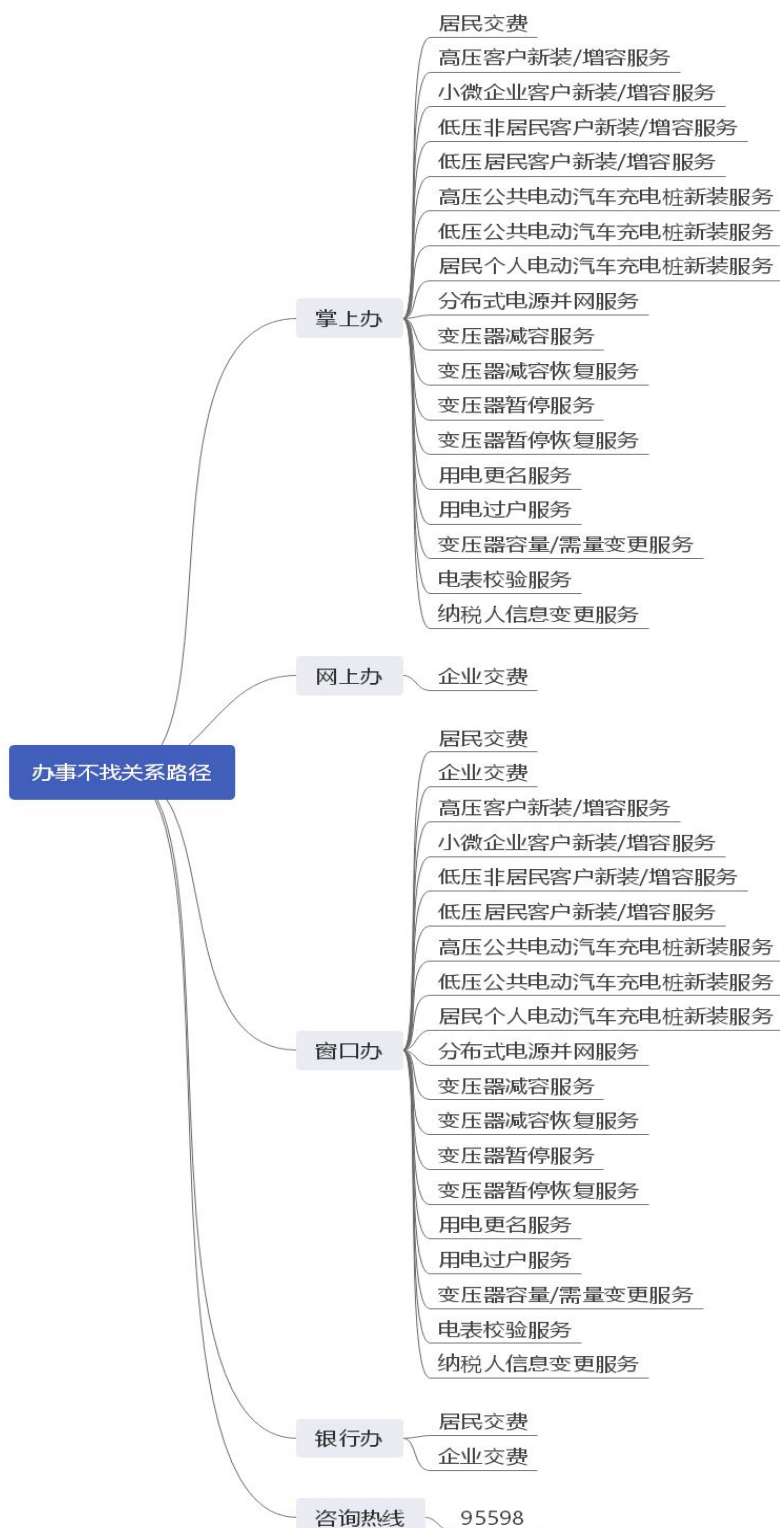 办事不找关系路径
掌上办
居民交费
高压客户新装/增容服务
小微企业客户新装/增容服务
低压非居民客户新装/增容服务
低压居民客户新装/增容服务
高压公共电动汽车充电桩新装服务
低压公共电动汽车充电桩新装服务
居民个人电动汽车充电桩新装服务
分布式电源并网服务
变压器减容服务
变压器减容恢复服务
变压器暂停服务
变压器暂停恢复服务
用电更名服务
用电过户服务
变压器容量/需量变更服务
电表校验服务
纳税人信息变更服务
网上办
企业交费
窗口办
居民交费
企业交费
高压客户新装/增容服务
小微企业客户新装/增容服务
低压非居民客户新装/增容服务
低压居民客户新装/增容服务
高压公共电动汽车充电桩新装服务
低压公共电动汽车充电桩新装服务
居民个人电动汽车充电桩新装服务
分布式电源并网服务
变压器减容服务
变压器减容恢复服务
变压器暂停服务
变压器暂停恢复服务
用电更名服务
用电过户服务
变压器容量/需量变更服务
电表校验服务
纳税人信息变更服务
银行办
居民交费
企业交费
咨询热线
95598